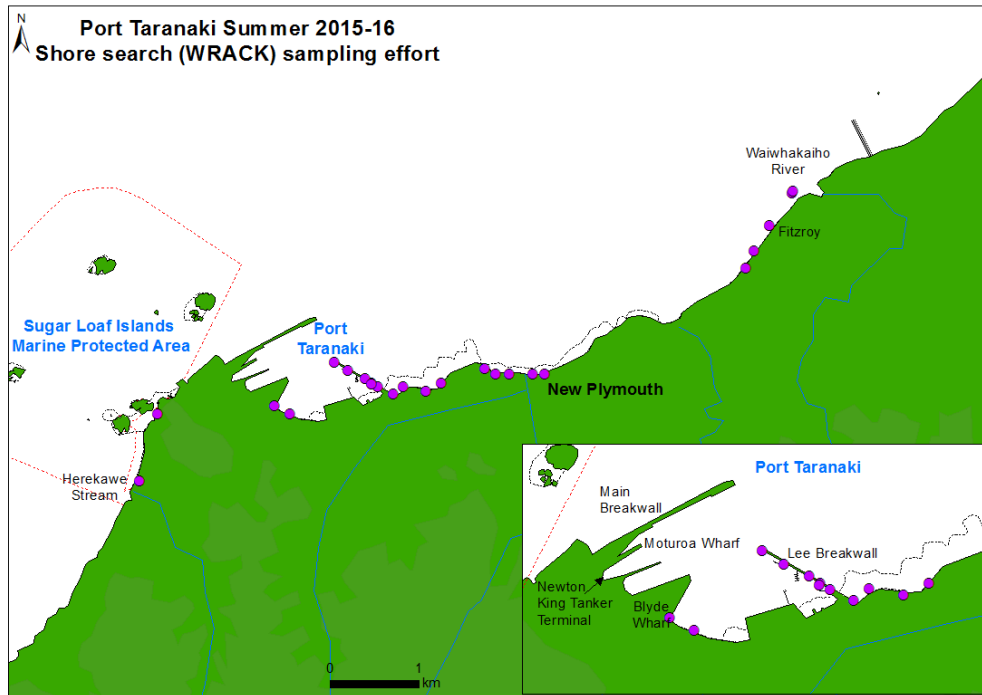 N
Port Taranaki Summer 2015-16
Shore search (WRACK) sampling effort
Waiwhakaiho
River
Fitzroy
Sugar Loaf Islands
Marine Protected Area
Port
Taranaki
New Plymouth
Herekawe
Stream
0 1
km
Port Taranaki
Main
Breakwall
Moturoa Wharf
Lee Breakwall
Newton
King Tanker
Terminal
Blyde
Wharf